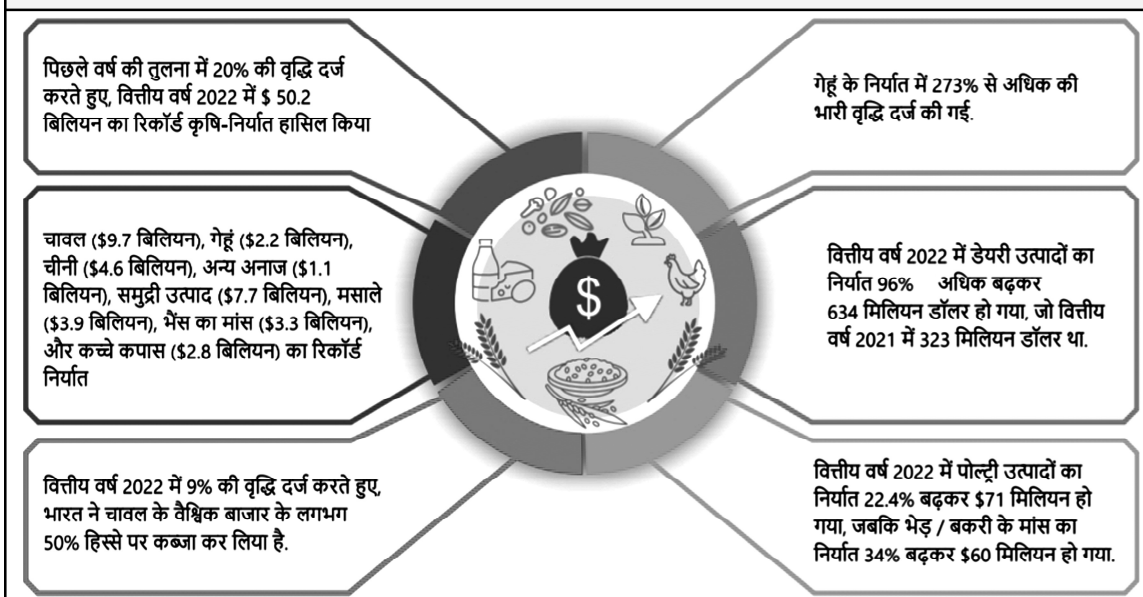 पिछले वर्ष की तुलना में 20% की वृद्धि दर्ज
करते हुए, वित्तीय वर्ष 2022 में $ 50.2
बिलियन का रिकॉर्ड कृषि-निर्यात हासिल किया
चावल ($9.7 बिलियन), गेहूं ($2.2 बिलियन),
चीनी ($4.6 बिलियन), अन्य अनाज ($1.1
बिलियन), समुद्री उत्पाद ($7.7 बिलियन), मसाले
($3.9 बिलियन), भैंस का मांस ($3.3 बिलियन),
और कच्चे कपास ($2.8 बिलियन) का रिकॉर्ड
निर्यात
वित्तीय वर्ष 2022 में 9% की वृद्धि दर्ज करते हुए,
भारत ने चावल के वैश्विक बाजार के लगभग
50% हिस्से पर कब्जा कर लिया है.
$
गेहूं के निर्यात में 273% से अधिक की
भारी वृद्धि दर्ज की गई.
वित्तीय वर्ष 2022 में डेयरी उत्पादों का
निर्यात 96% अधिक बढ़कर
634 मिलियन डॉलर हो गया, जो वित्तीय
वर्ष 2021 में 323 मिलियन डॉलर था.
वित्तीय वर्ष 2022 में पोल्ट्री उत्पादों का
निर्यात 22.4% बढ़कर $71 मिलियन हो
गया, जबकि भेड़ / बकरी के मांस का
निर्यात 34% बढ़कर $60 मिलियन हो गया.